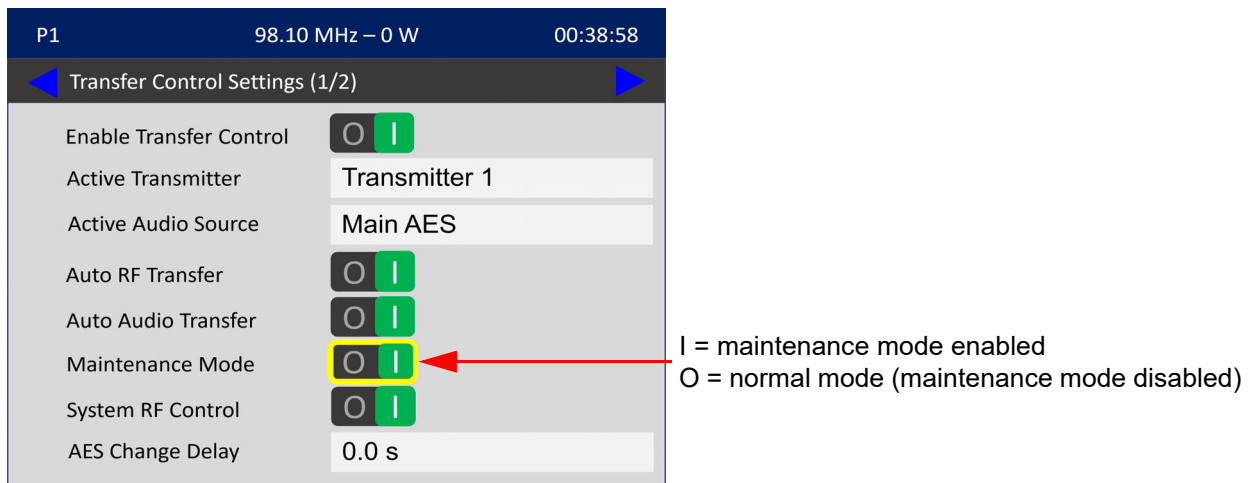 P1 98.10 MHz – 0 W 00:38:58
Transfer Control Settings (1/2)
Enable Transfer Control O I
Active Transmitter Transmitter 1
Active Audio Source Main AES
Auto RF Transfer O I
Auto Audio Transfer O I
Maintenance Mode O I
I = maintenance mode enabled
O = normal mode (maintenance mode disabled)
System RF Control O I
AES Change Delay 0.0 s